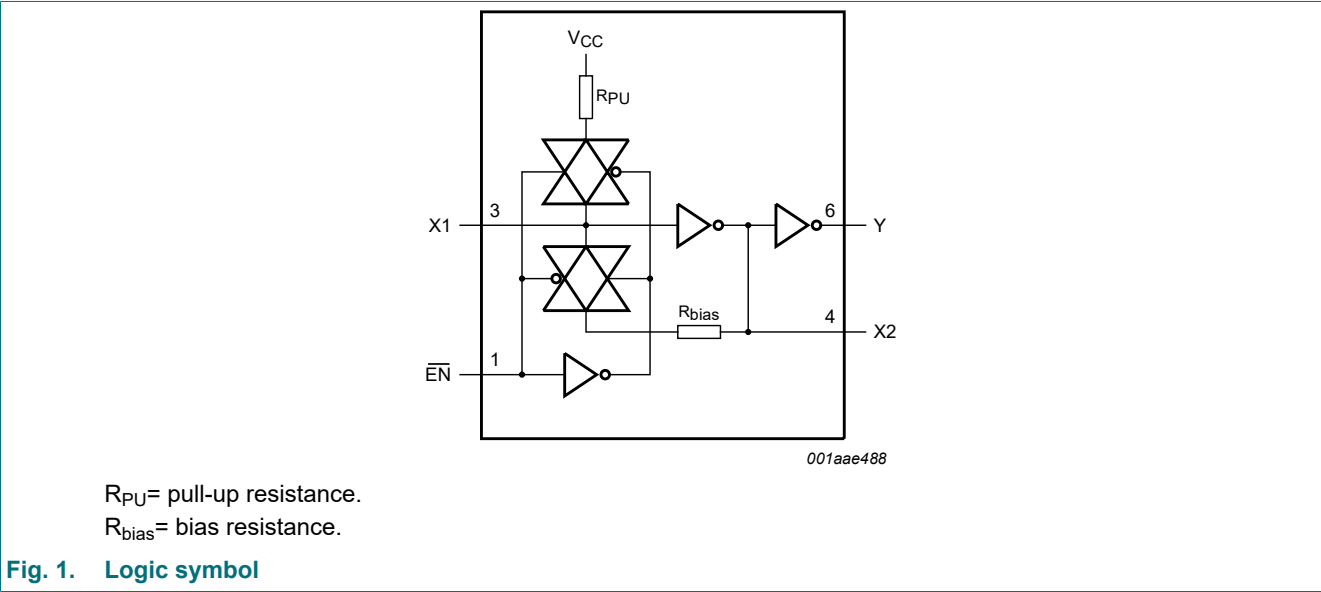 VCC
RPU
3
6
X1
Y
Rbias
4
X2
1
EN
001aae488
RPU= pull-up resistance.
Rbias= bias resistance.
Fig. 1. Logic symbol